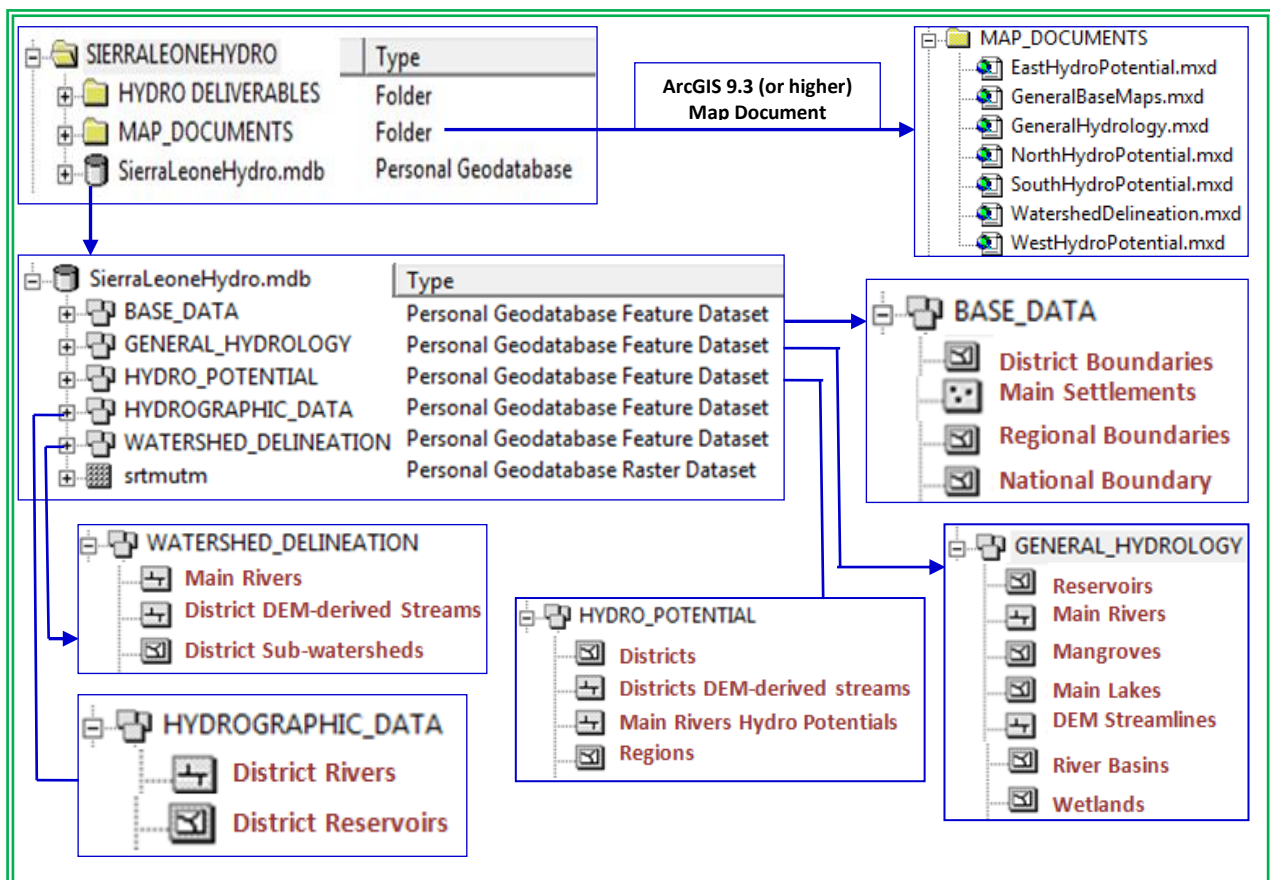 SIERRALEONEHYDRO
Type
HYDRO DELIVERABLES
Folder
MAP_DOCUMENTS
Folder
SierraLeoneHydro.mdb
Personal Geodatabase
ArcGIS 9.3 (or higher)
Map Document
MAP_DOCUMENTS
EastHydroPotential.mxd
GeneralBaseMaps.mxd
GeneralHydrology.mxd
NorthHydroPotential.mxd
SouthHydroPotential.mxd
WatershedDelineation.mxd
WestHydroPotential.mxd
SierraLeoneHydro.mdb
Type
BASE_DATA
Personal Geodatabase Feature Dataset
GENERAL_HYDROLOGY
Personal Geodatabase Feature Dataset
HYDRO_POTENTIAL
Personal Geodatabase Feature Dataset
HYDROGRAPHIC_DATA
Personal Geodatabase Feature Dataset
WATERSHED_DELINEATION
Personal Geodatabase Feature Dataset
srtmutm
Personal Geodatabase Raster Dataset
BASE_DATA
District Boundaries
Main Settlements
Regional Boundaries
National Boundary
WATERSHED_DELINEATION
Main Rivers
District DEM-derived Streams
District Sub-watersheds
HYDRO_POTENTIAL
Districts
Districts DEM-derived streams
Main Rivers Hydro Potentials
Regions
GENERAL_HYDROLOGY
Reservoirs
Main Rivers
Mangroves
Main Lakes
DEM Streamlines
River Basins
Wetlands
HYDROGRAPHIC_DATA
District Rivers
District Reservoirs